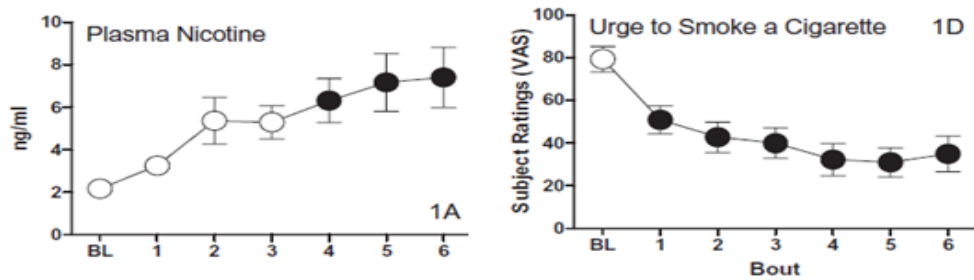 Plasma Nicotine
ng/ml
10
8
6
4
2
0
BL 1 2 3 4 5 6
1A
Urge to Smoke a Cigarette 1D
Subject Ratings (VAS)
100
80
60
40
20
0
BL 1 2 3 4 5 6
Bout